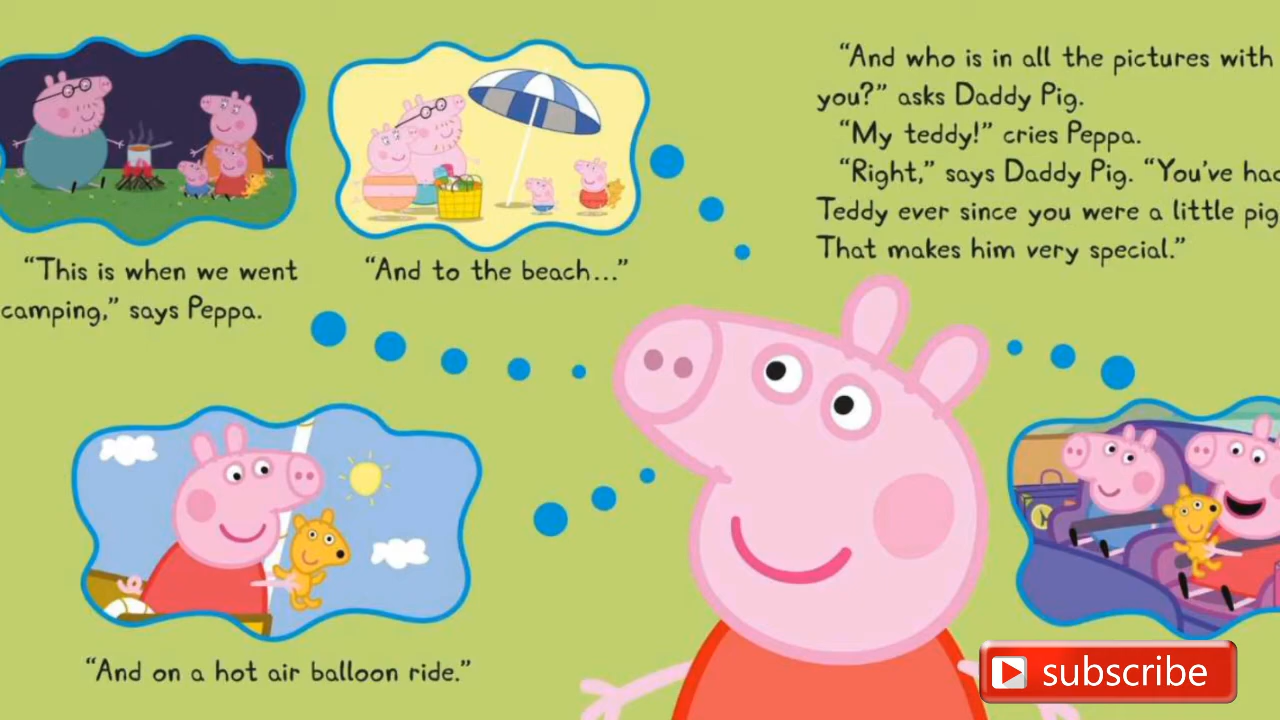 “This is when we went
camping,” says Peppa.
“And to the beach...”
“And on a hot air balloon ride.”
“And who is in all the pictures with
you?” asks Daddy Pig.
“My teddy!” cries Peppa.
“Right,” says Daddy Pig. “You’ve had
Teddy ever since you were a little pig
That makes him very special.”
subscribe